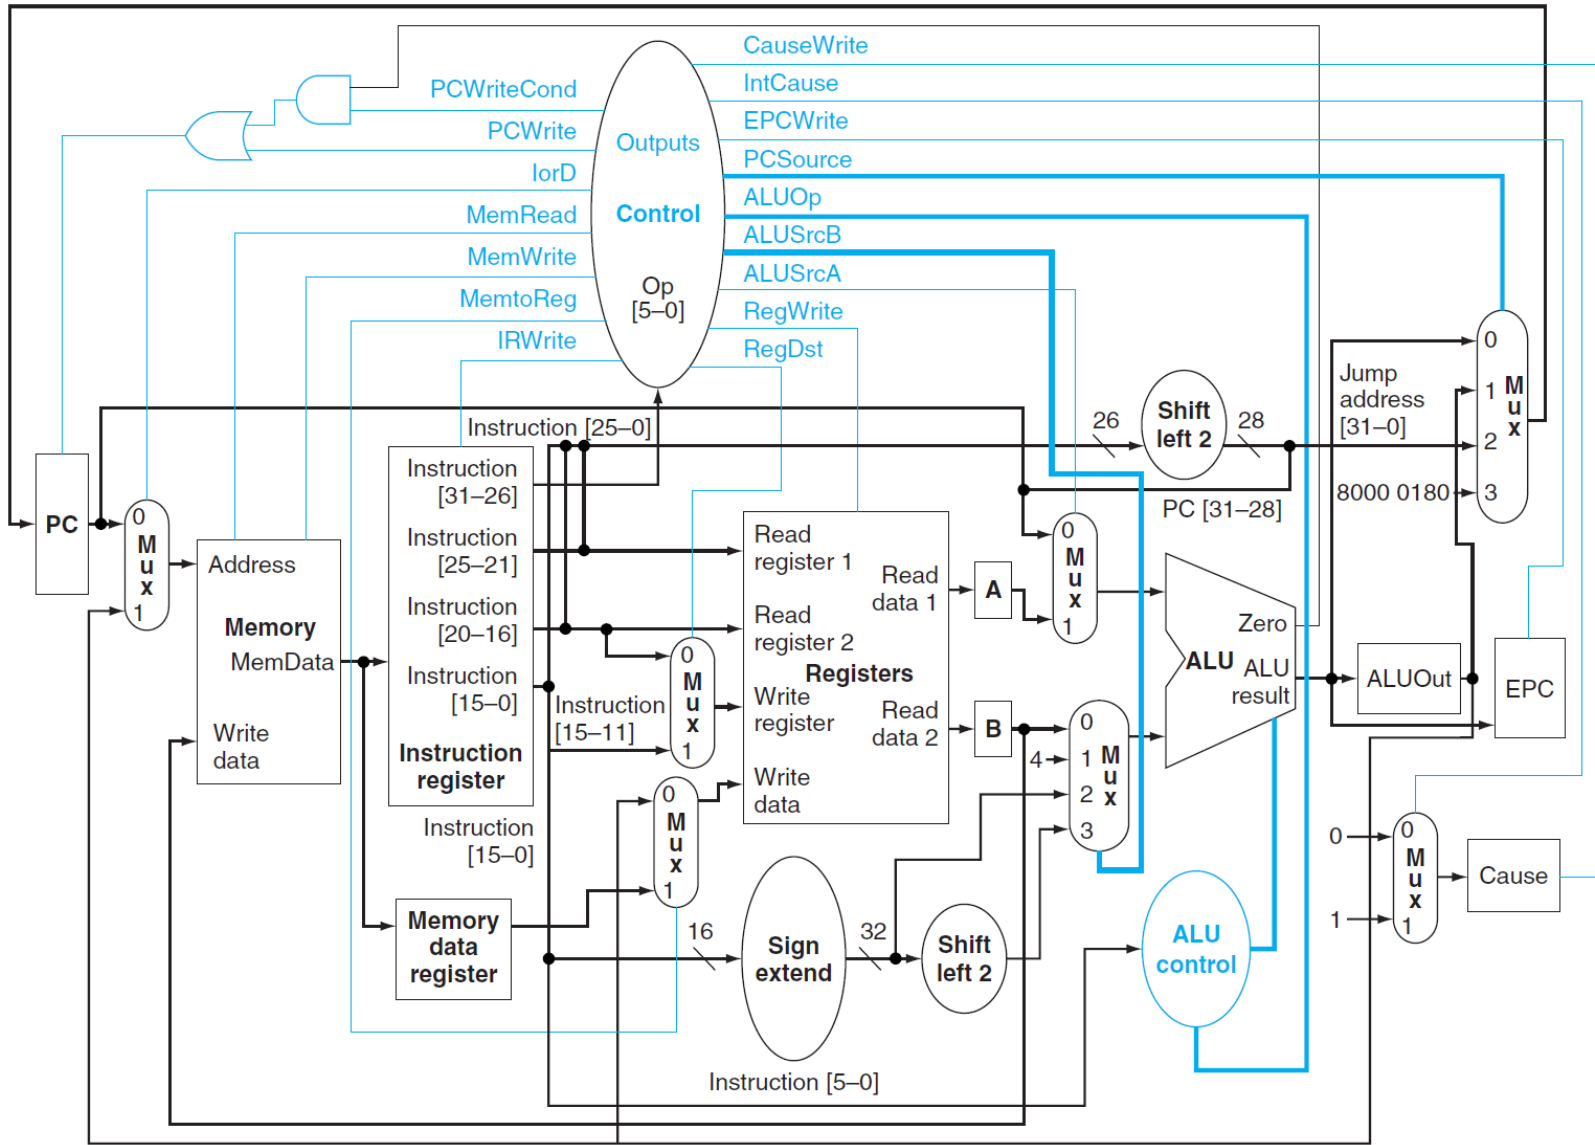 CauseWrite
IntCause
EPCWrite
PCSource
ALUOp
ALUSrcB
ALUSrcA
RegWrite
RegDst
PCWriteCond
PCWrite
IorD
MemRead
MemWrite
MemtoReg
IRWrite
Outputs
Control
Op
[5–0]
Instruction [25–0]
26
Shift
left 2
28
Jump
address
[31–0]
PC [31–28]
8000 0180
0
1
2
3
M
u
x
PC
0
M
u
x
1
Address
Memory
MemData
Write
data
Instruction
[31–26]
Instruction
[25–21]
Instruction
[20–16]
Instruction
[15–0]
Instruction
register
Instruction
[15–11]
0
M
u
x
1
Instruction
[15–0]
0
M
u
x
1
Memory
data
register
Read
register 1
Read
register 2
Registers
Write
register
Write
data
Read
data 1
Read
data 2
A
B
0
M
u
x
1
4
0
1
2
3
M
u
x
Zero
ALU
ALU
result
ALUOut
EPC
0
1
0
M
u
x
1
Cause
16
Sign
extend
32
Shift
left 2
ALU
control
Instruction [5–0]